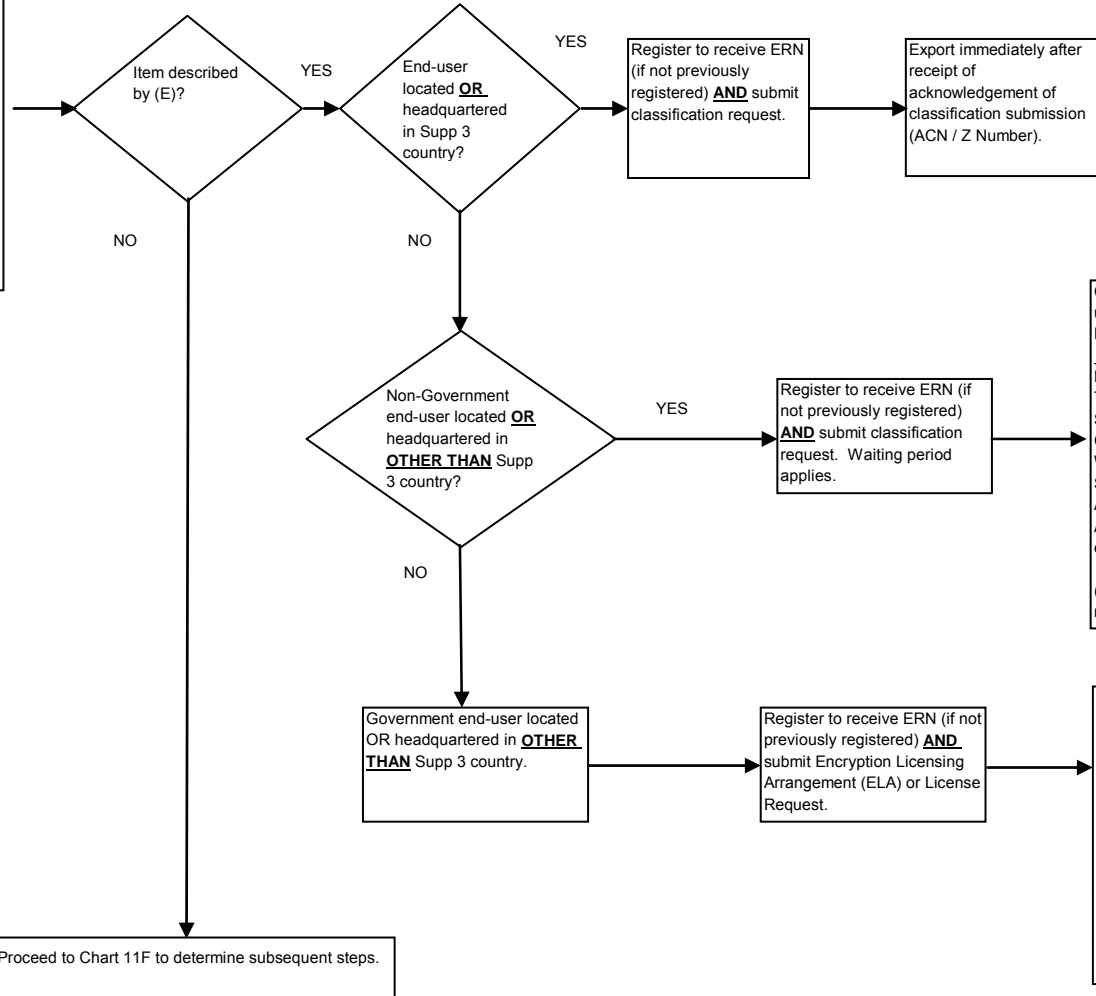 Item described
by (E)?
YES
End-user
located OR
headquartered
in Supp 3
country?
YES
Register to receive ERN
(if not previously
registered) AND submit
classification request.
Export immediately after
receipt of
acknowledgement of
classification submission
(ACN / Z Number).
NO
NO
Non-Government
end-user located OR
headquartered in
OTHER THAN Supp
3 country?
YES
Register to receive ERN (if
not previously registered)
AND submit classification
request.  Waiting period
applies.
NO
Government end-user located
OR headquartered in OTHER
THAN Supp 3 country.
Register to receive ERN (if not
previously registered) AND
submit Encryption Licensing
Arrangement (ELA) or License
Request.
Proceed to Chart 11F to determine subsequent steps.